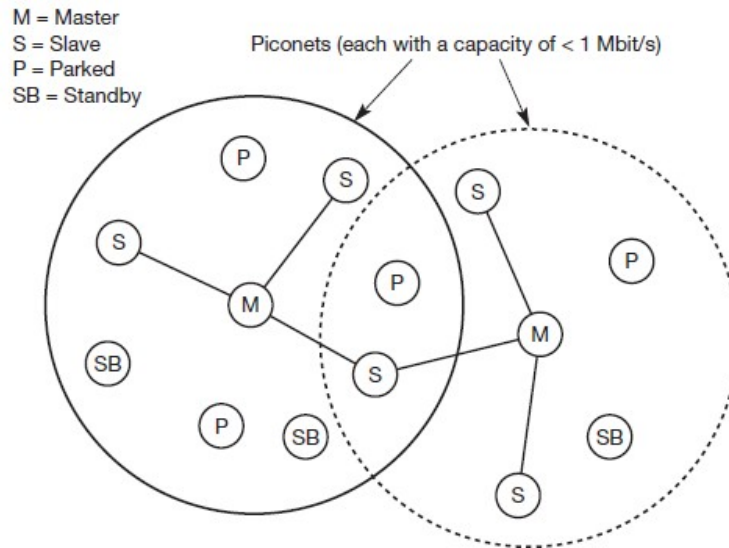 M = Master
S = Slave
P = Parked
SB = Standby
Piconets (each with a capacity of < 1 Mbit/s)
P
S
S
S
P
P
M
M
S
SB
P
SB
SB
S